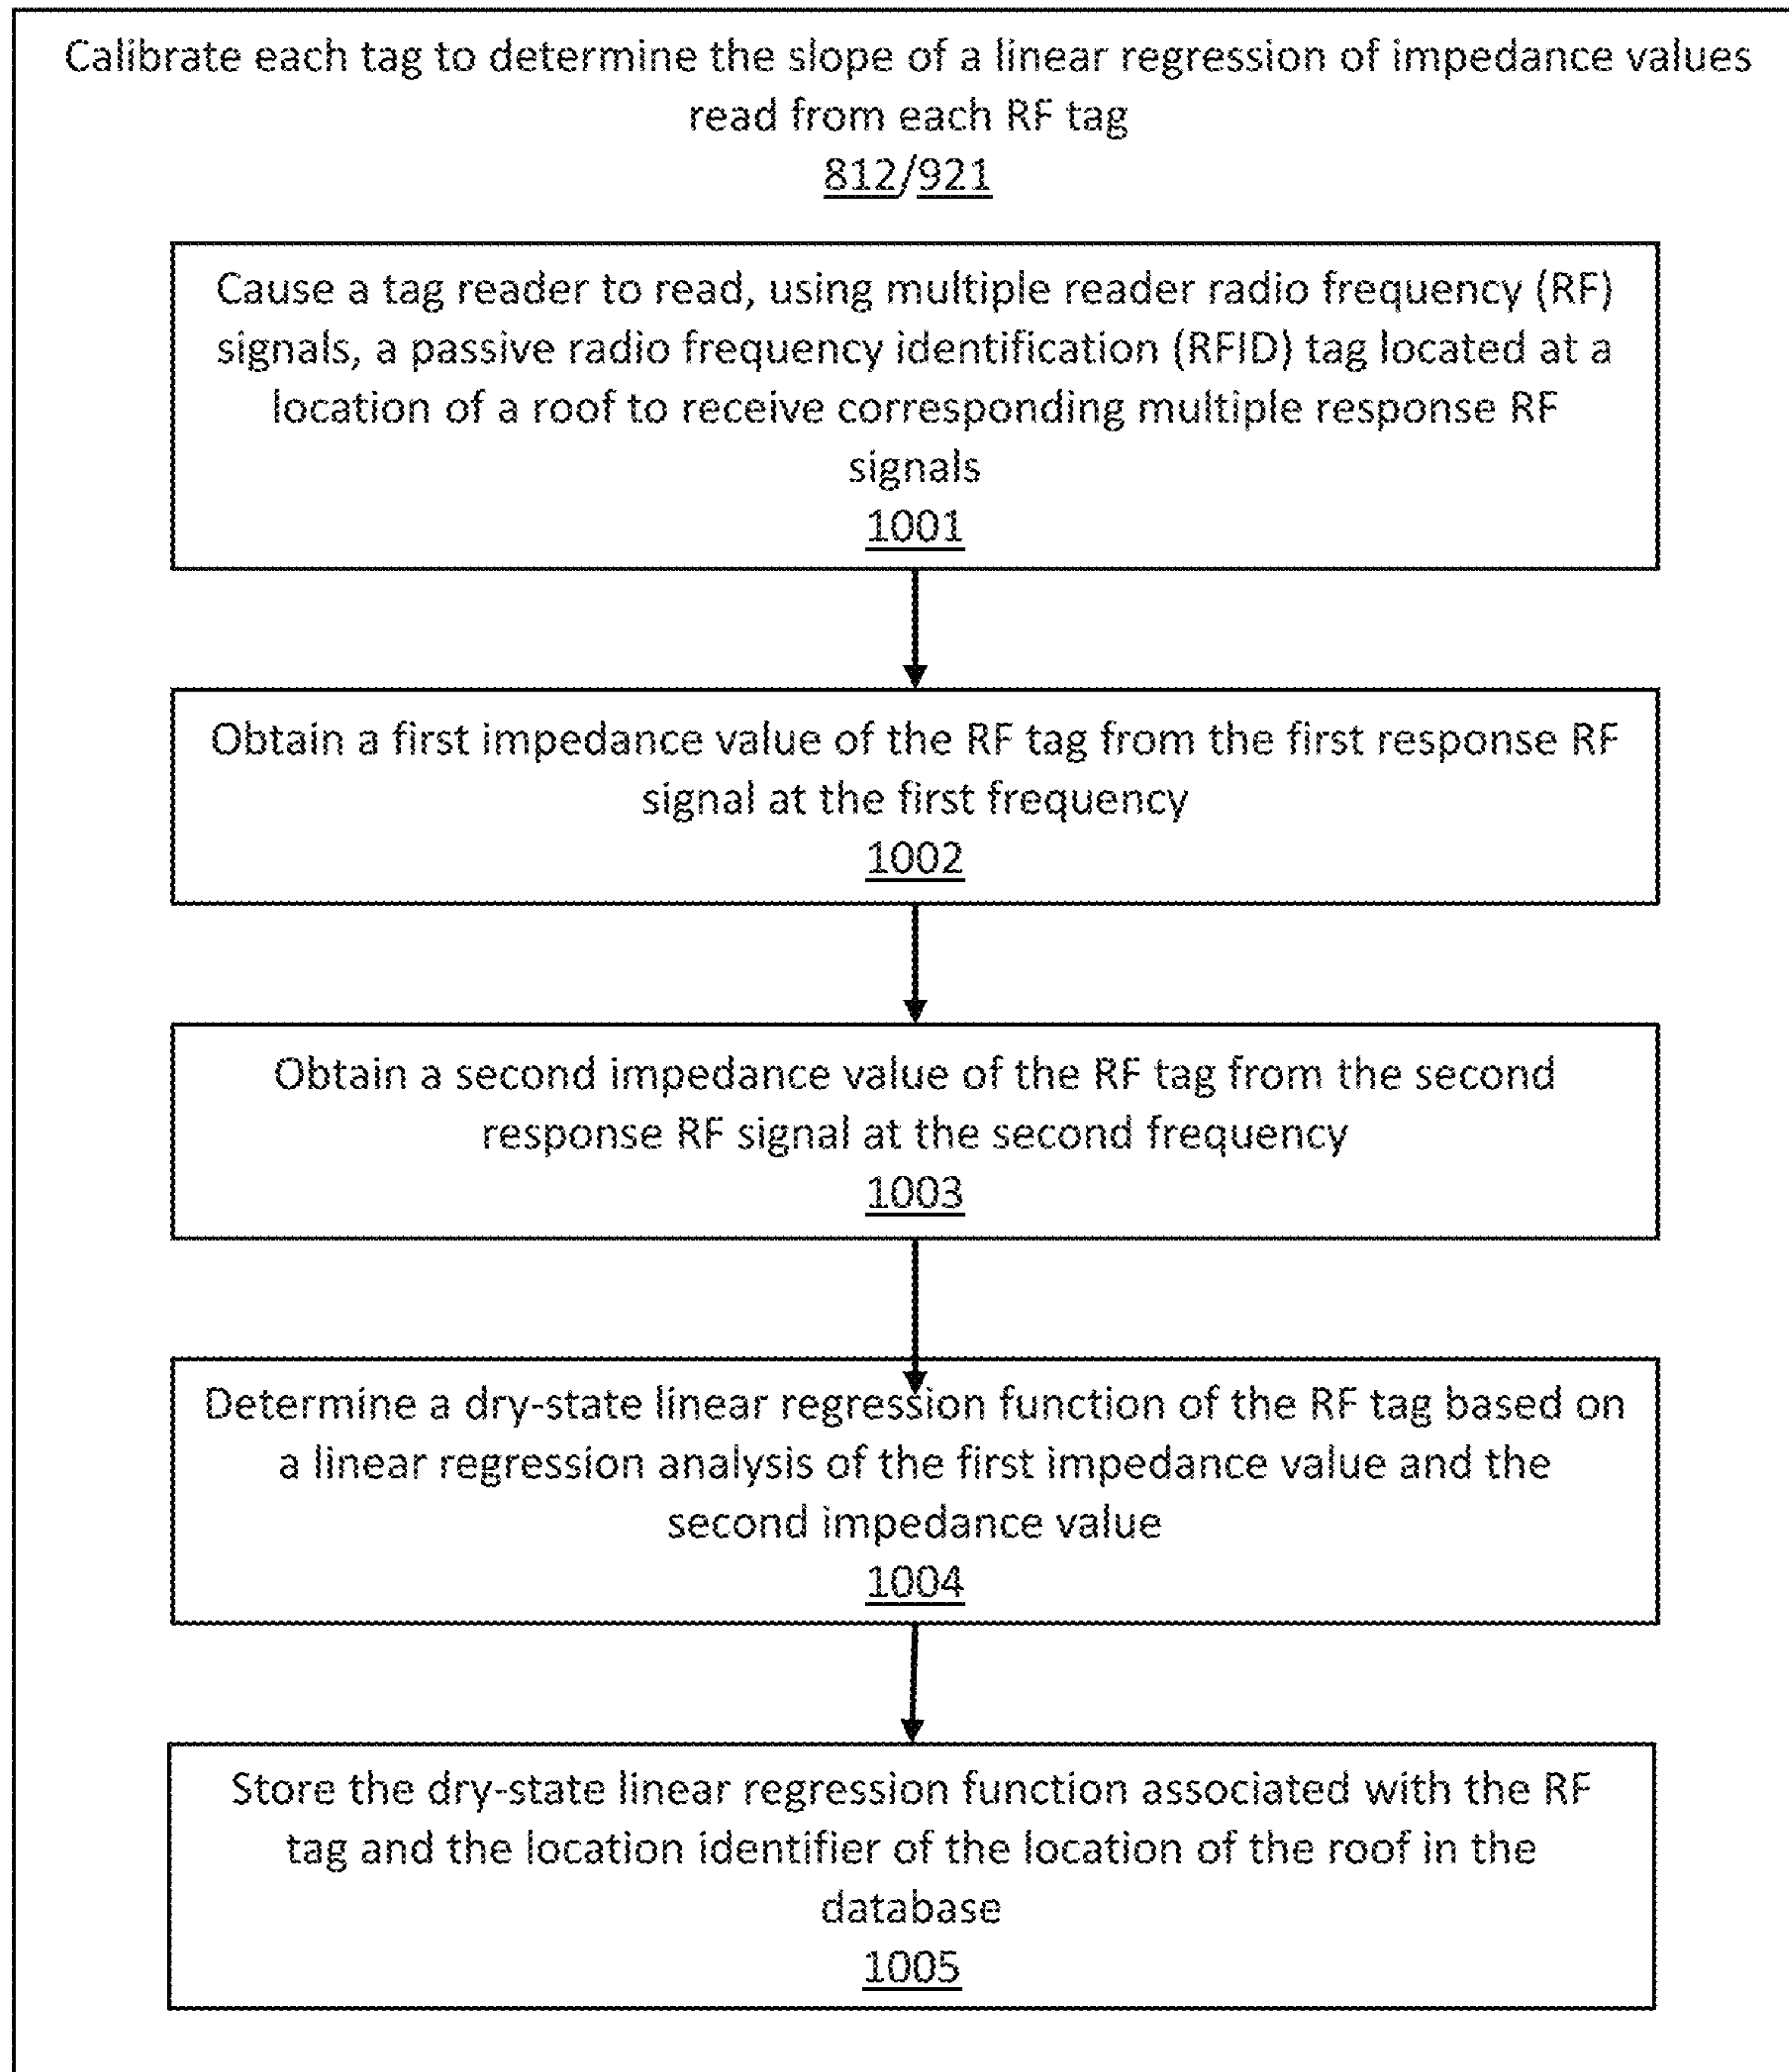 Calibrate each tag to determine the slope of a linear regression of impedance values
read from each RF tag
812/921
Cause a tag reader to read, using multiple reader radio frequency (RF)
signals, a passive radio frequency identification (RFID) tag located at a
location of a roof to receive corresponding multiple response RF
signals
1001
Obtain a first impedance value of the RF tag from the first response RF
signal at the first frequency
1002
Obtain a second impedance value of the RF tag from the second
response RF signal at the second frequency
1003
Determine a dry-state linear regression function of the RF tag based on
a linear regression analysis of the first impedance value and the
second impedance value
1004
Store the dry-state linear regression function associated with the RF
tag and the location identifier of the location of the roof in the
database
1005